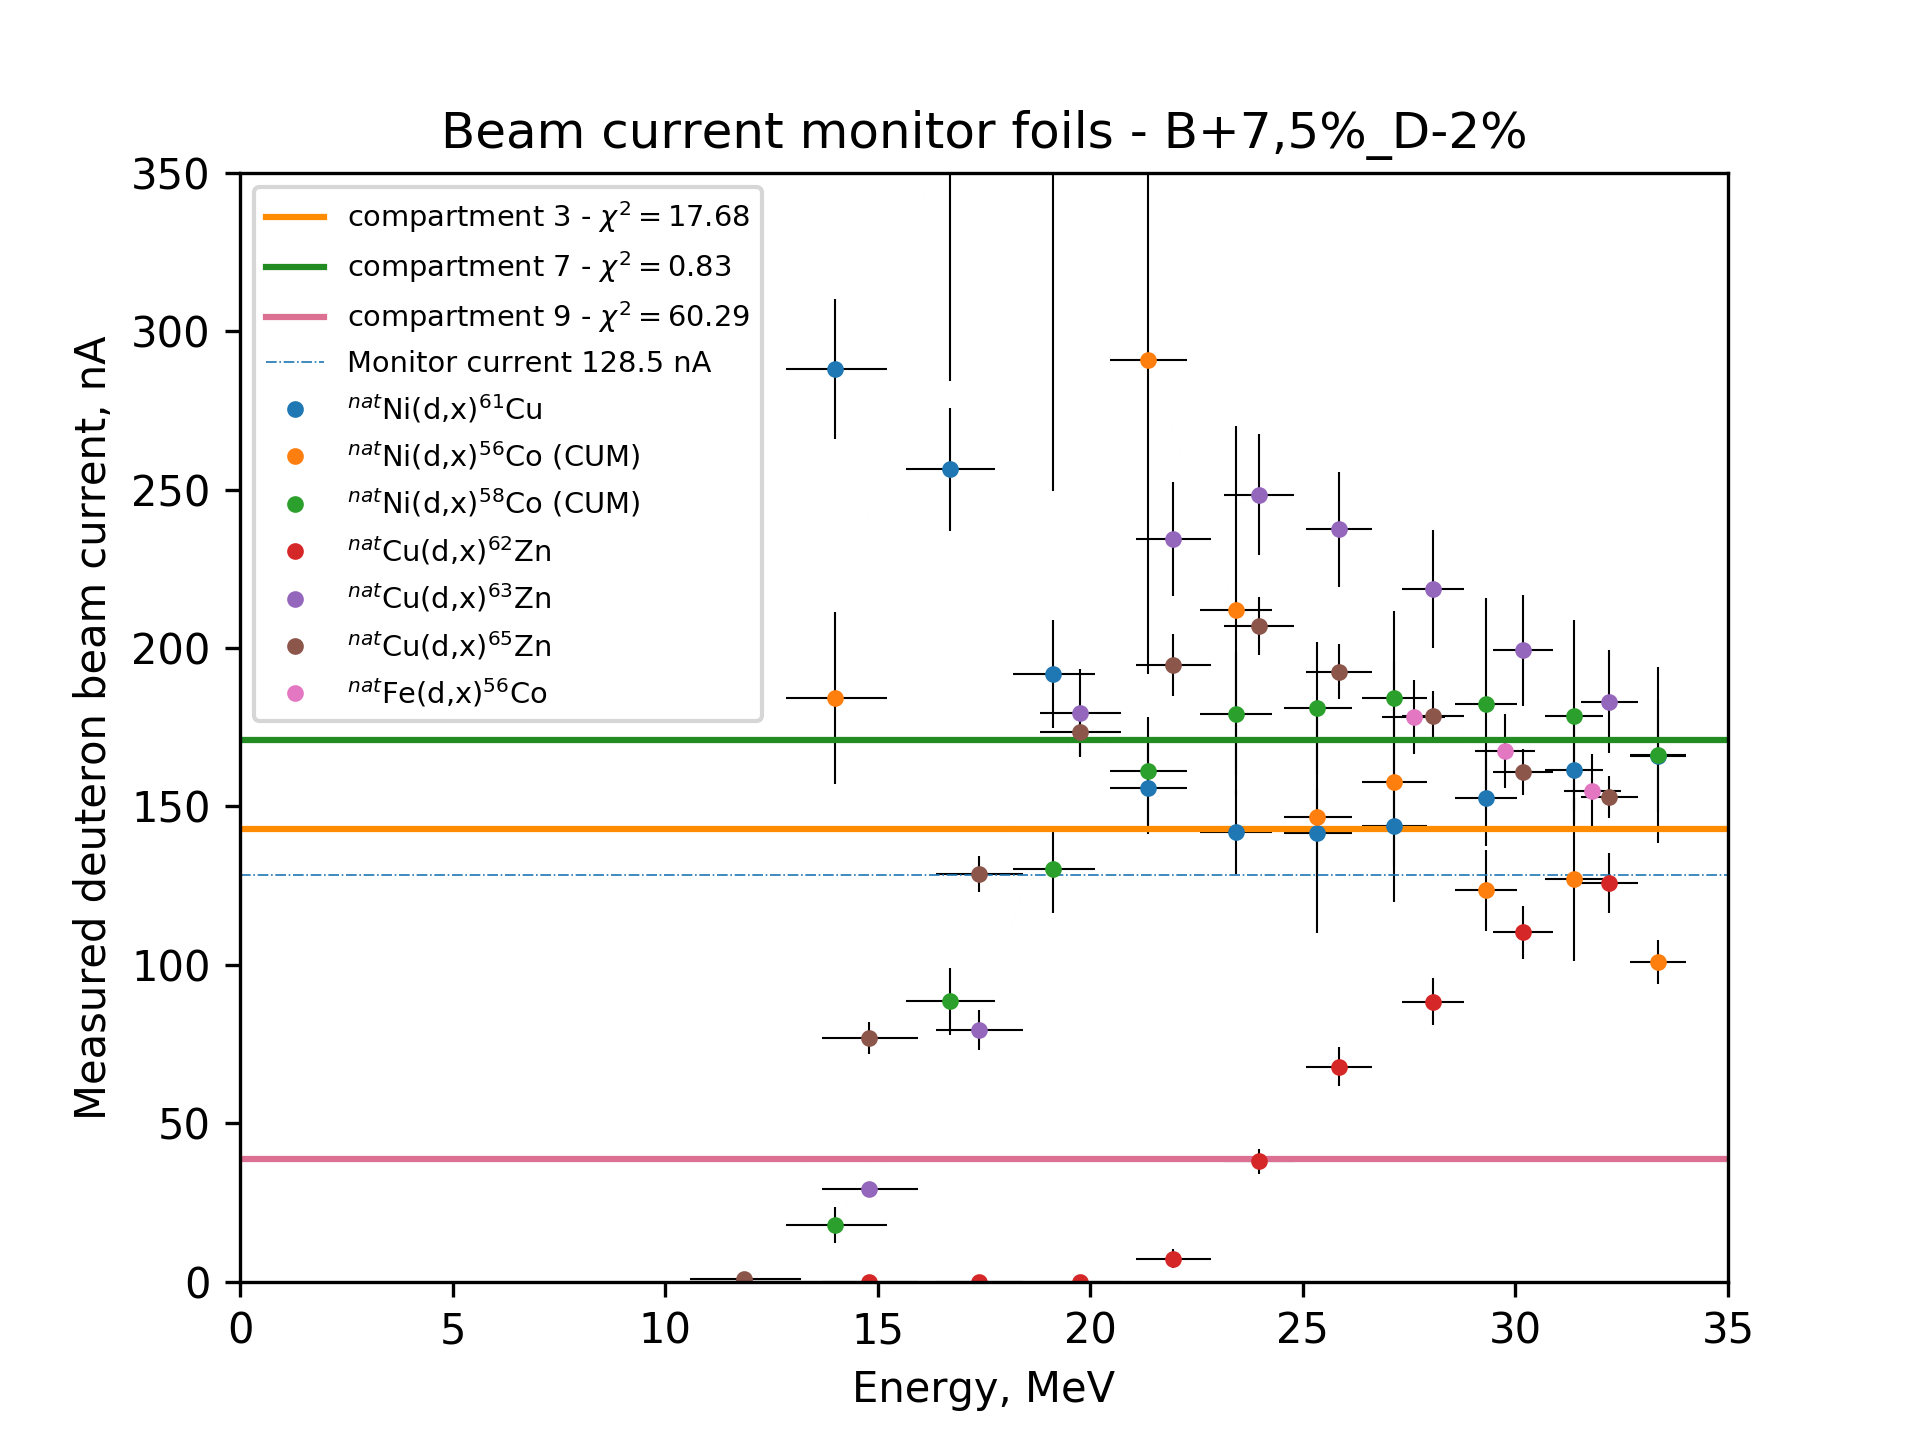 Beam current monitor foils - B+7,5%_D-2%
350
300
250
200
150
100
50
0
Measured deuteron beam current, nA
compartment 3 - χ² = 17.68
compartment 7 - χ² = 0.83
compartment 9 - χ² = 60.29
Monitor current 128.5 nA
natNi(d,x)⁶¹Cu
natNi(d,x)⁵⁶Co (CUM)
natNi(d,x)⁵⁸Co (CUM)
natCu(d,x)⁶²Zn
natCu(d,x)⁶³Zn
natCu(d,x)⁶⁵Zn
natFe(d,x)⁵⁶Co
0 5 10 15 20 25 30 35
Energy, MeV